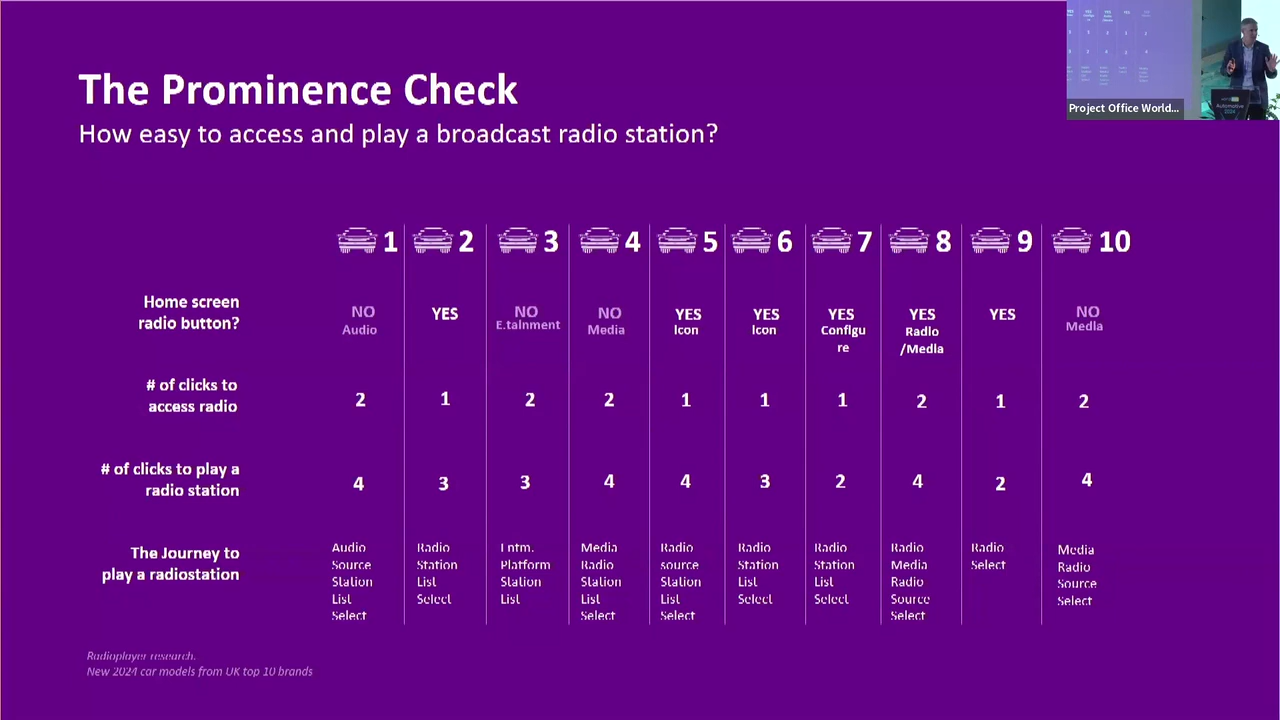 The Prominence Check
How easy to access and play a broadcast radio station?
Project Office World...
Automotive
2024
1 2 3 4 5 6 7 8 9 10
Home screen
radio button?
NO
Audio
YES
NO
E.tainment
NO
Media
YES
Icon
YES
Icon
YES
Configu
re
YES
Radio
/Media
YES
NO
Media
# of clicks to
access radio
2 1 2 2 1 1 1 2 1 2
# of clicks to play a
radio station
4 3 3 4 4 3 2 4 2 4
The Journey to
play a radiostation
Audio
Source
Station
List
Select
Radio
Station
List
Select
Entm.
Platform
Station
List
Media
Radio
Station
List
Select
Radio
source
Station
List
Select
Radio
Station
List
Select
Radio
Station
List
Select
Radio
Media
Radio
Source
Select
Radio
Select
Media
Radio
Source
Select
Radioplayer research.
New 2024 car models from UK top 10 brands